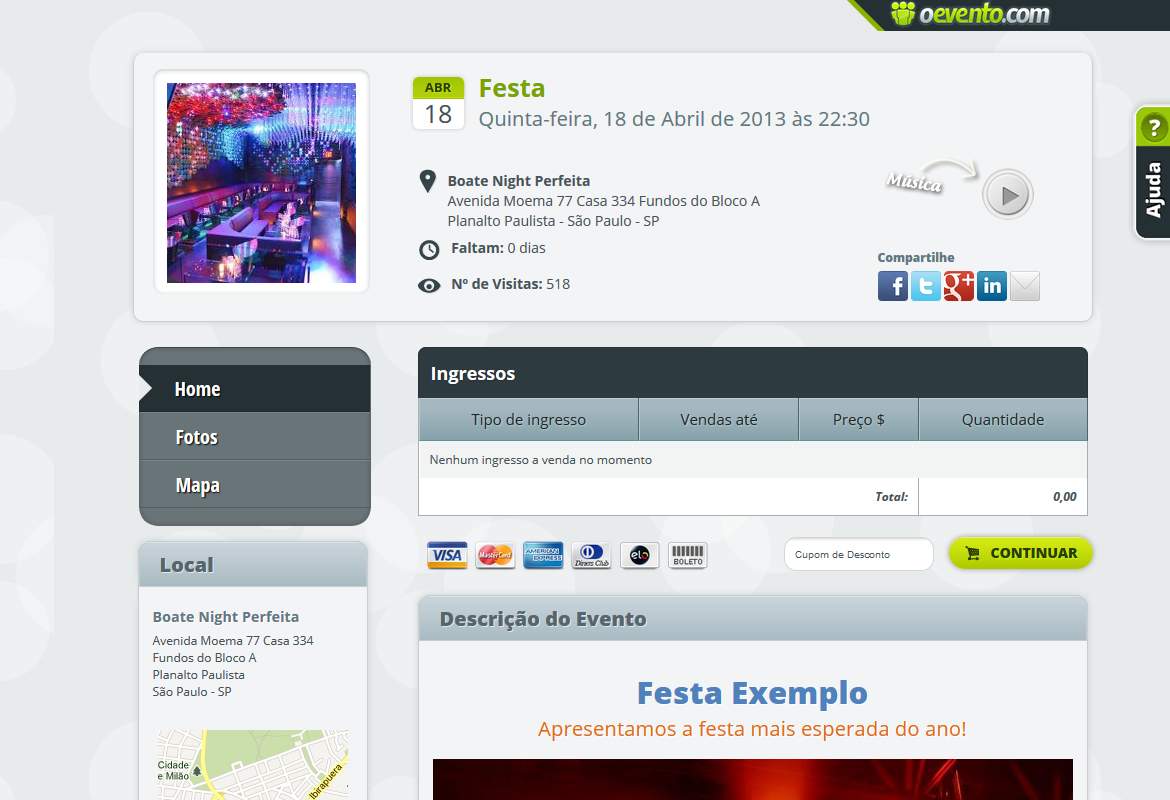 oevento.com
ABR
18
Festa
Quinta-feira, 18 de Abril de 2013 às 22:30
?
Ajuda
Boate Night Perfeita
Avenida Moema 77 Casa 334 Fundos do Bloco A
Planalto Paulista - São Paulo - SP
Faltam: 0 dias
Nº de Visitas: 518
Música
Compartilhe
f t g+ in
Home
Fotos
Mapa
Ingressos
Tipo de ingresso Vendas até Preço $ Quantidade
Nenhum ingresso a venda no momento
Total: 0,00
VISA MasterCard AMERICAN EXPRESS Diners Club elo BOLETO
Cupom de Desconto
CONTINUAR
Local
Boate Night Perfeita
Avenida Moema 77 Casa 334
Fundos do Bloco A
Planalto Paulista
São Paulo - SP
Cidade
e Milão
Ibirapuera
Descrição do Evento
Festa Exemplo
Apresentamos a festa mais esperada do ano!